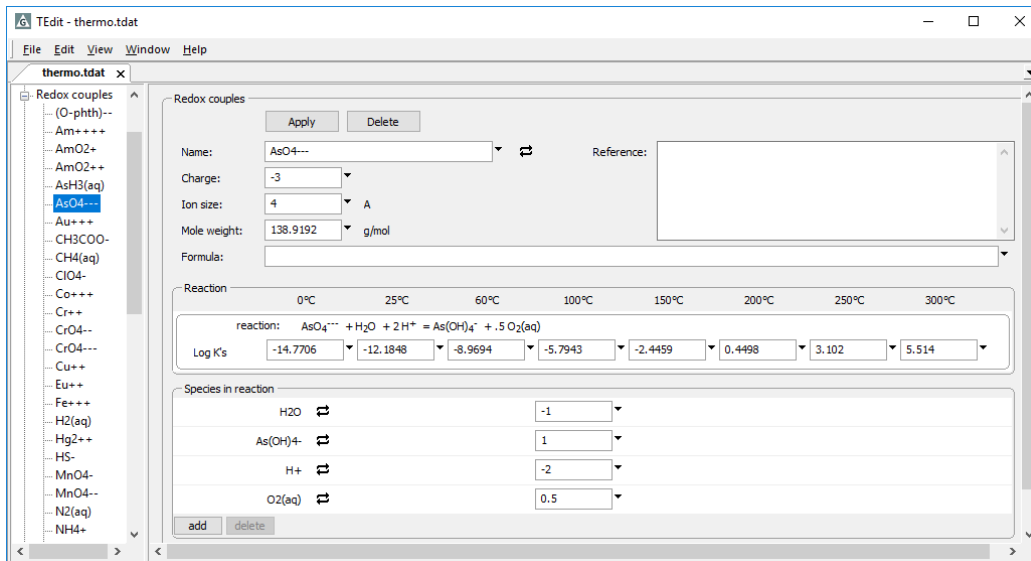 TEdit - thermo.tdat
File Edit View Window Help
thermo.tdat x
Redox couples
(O-phth)--
Am++++
AmO2+
AmO2++
AsH3(aq)
AsO4---
Au+++
CH3COO-
CH4(aq)
ClO4-
Co+++
Cr++
CrO4--
CrO4---
Cu++
Eu++
Fe+++
H2(aq)
Hg2++
HS-
MnO4-
MnO4--
N2(aq)
NH4+
Redox couples
Apply Delete
Name: AsO4--- Reference:
Charge: -3
Ion size: 4 A
Mole weight: 138.9192 g/mol
Formula:
Reaction
0°C 25°C 60°C 100°C 150°C 200°C 250°C 300°C
reaction: AsO₄⁻⁻⁻ + H₂O + 2 H⁺ = As(OH)₄⁻ + .5 O₂(aq)
Log K's -14.7706 -12.1848 -8.9694 -5.7943 -2.4459 0.4498 3.102 5.514
Species in reaction
H2O -1
As(OH)4- 1
H+ -2
O2(aq) 0.5
add delete